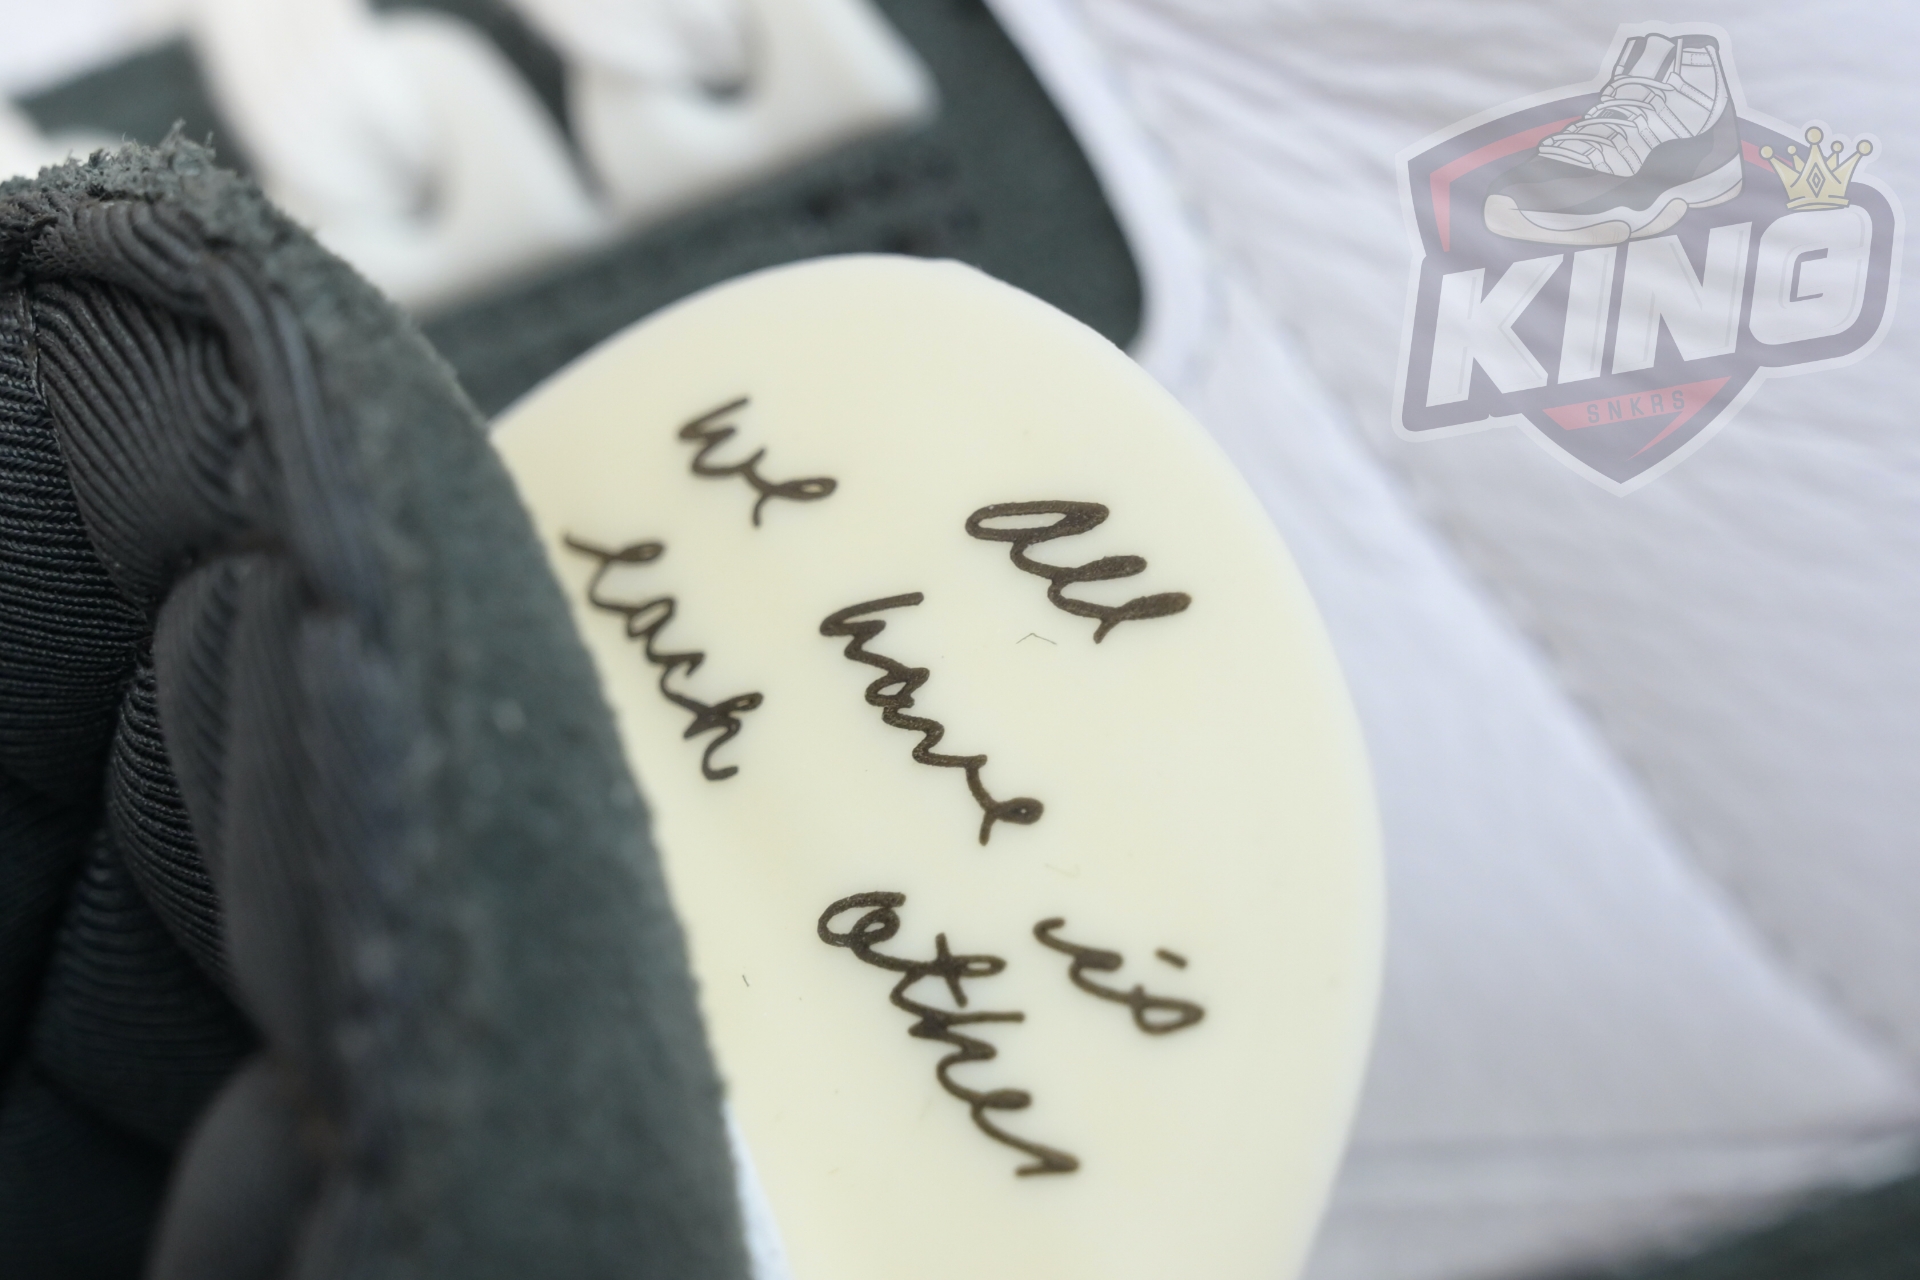 All we have is each other
KING
SNKRS